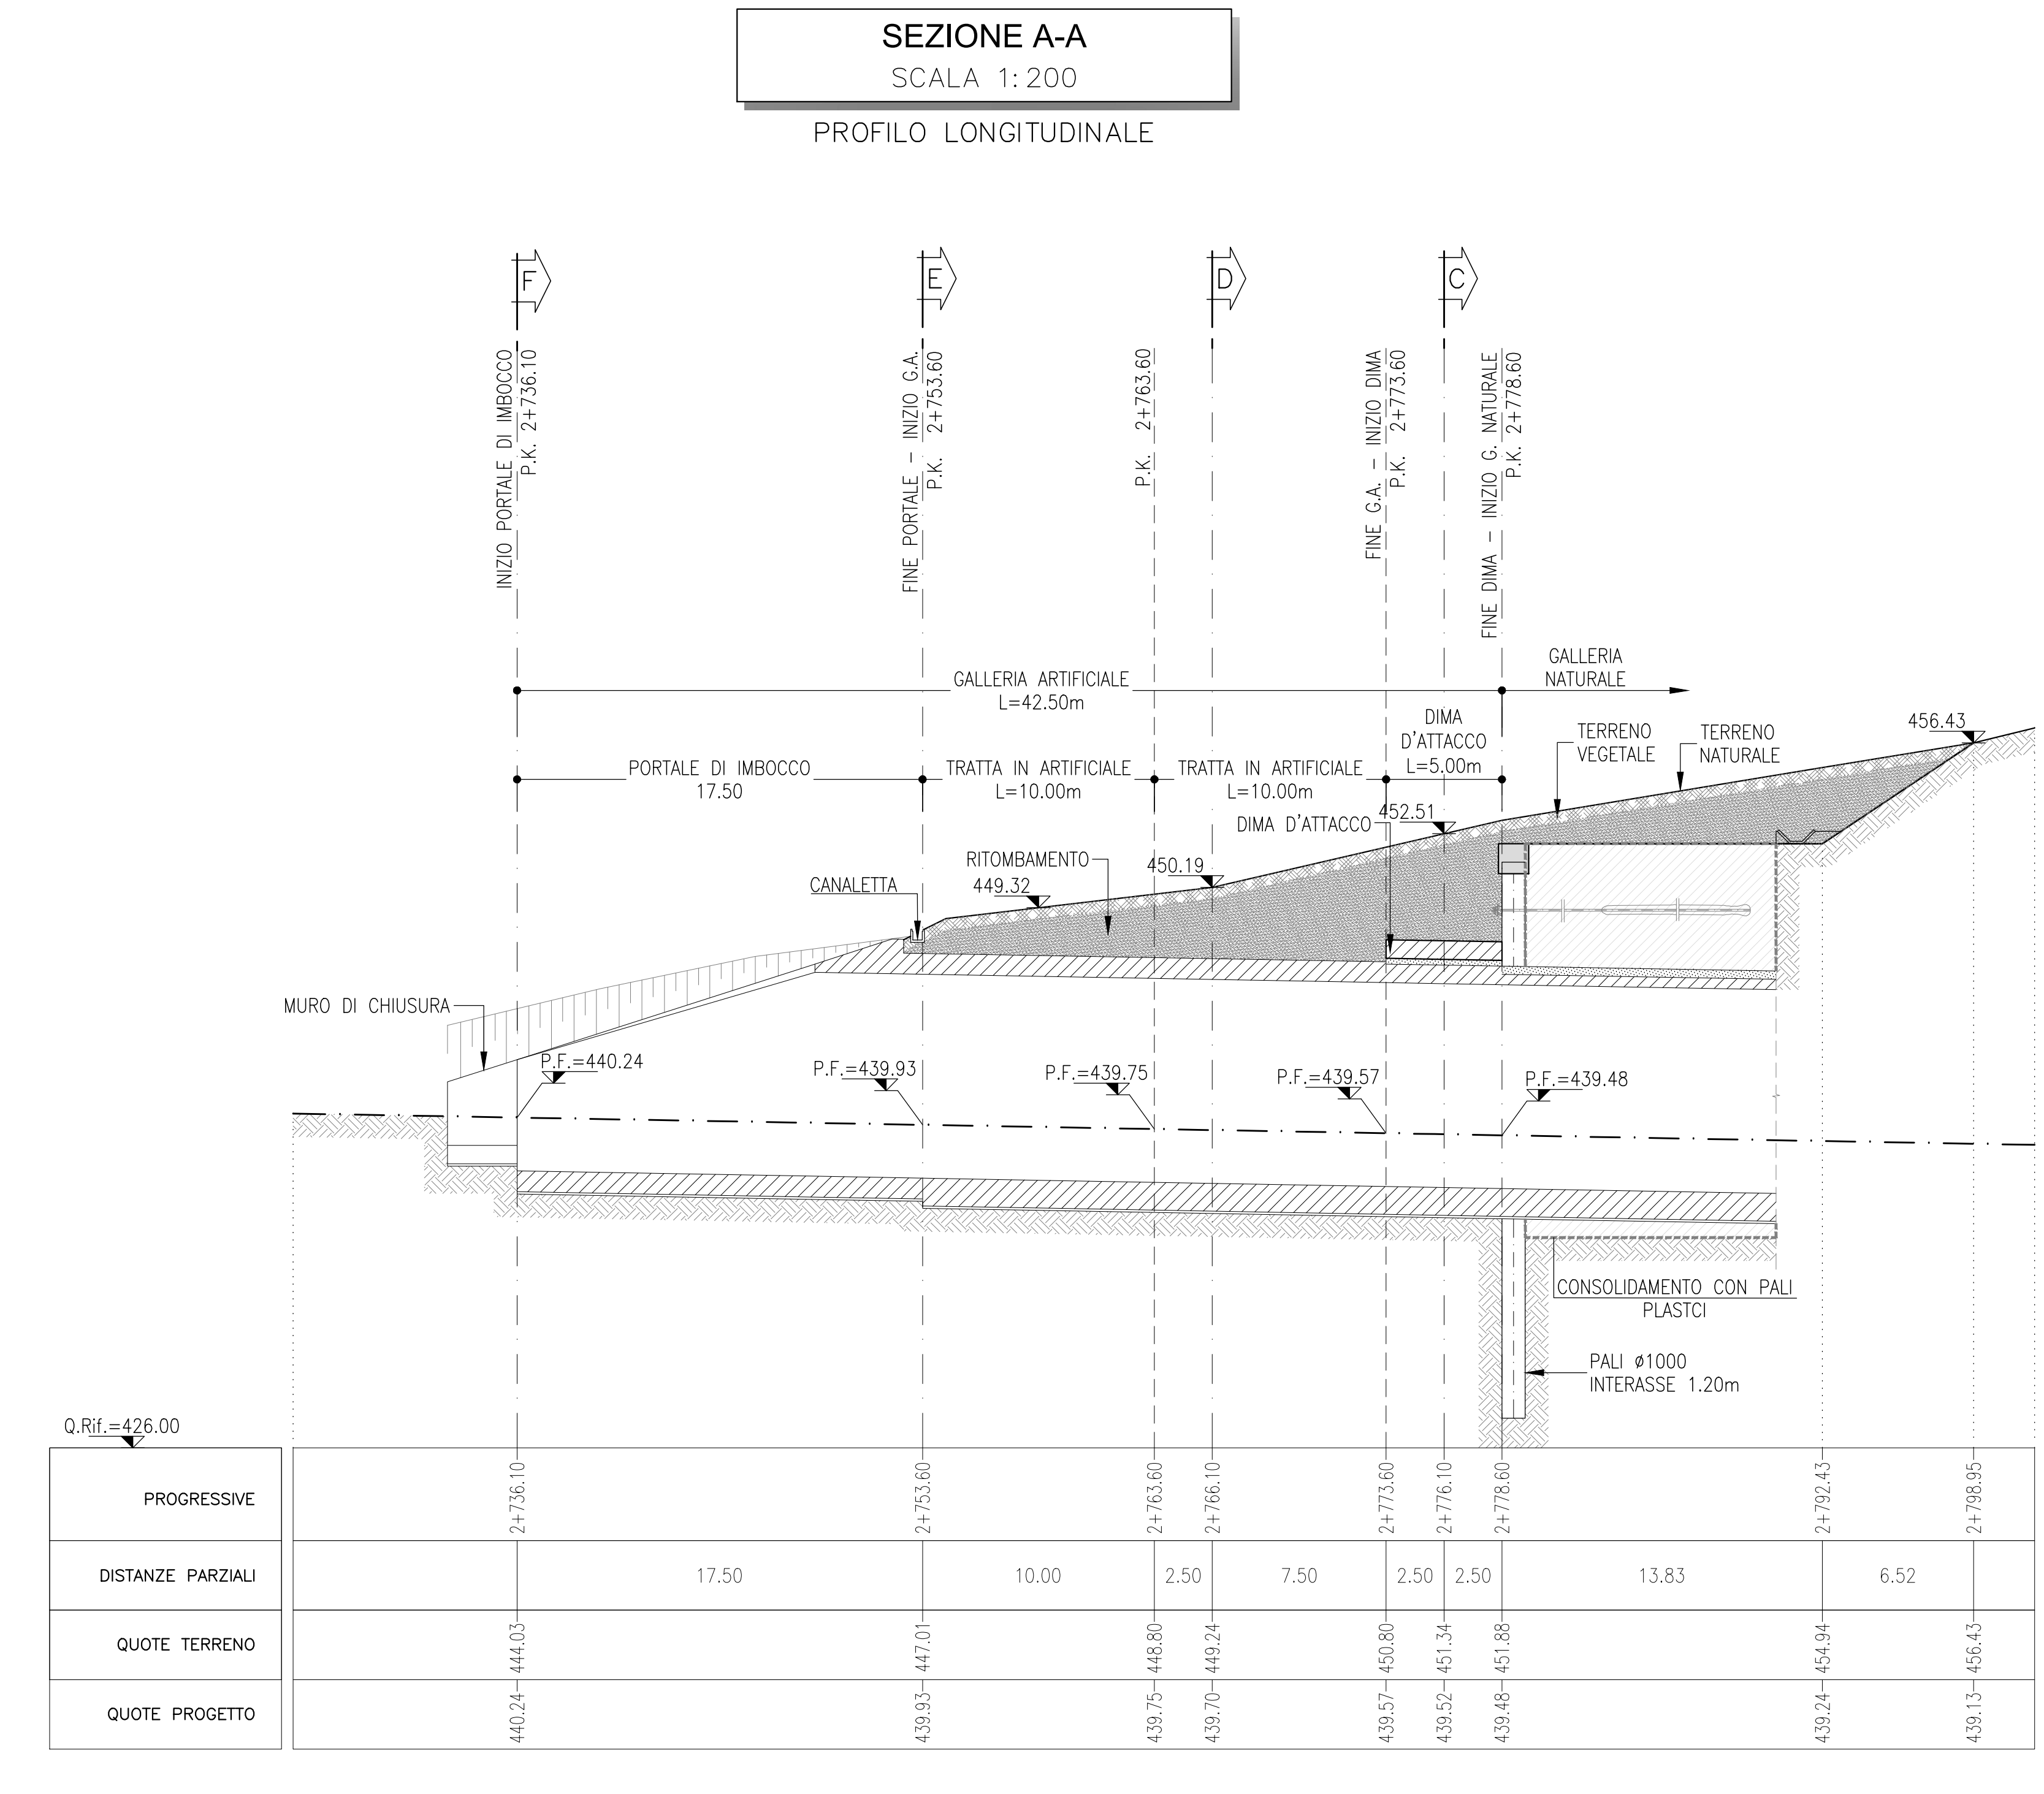 SEZIONE A-A
SCALA 1:200
PROFILO LONGITUDINALE
F
E
D
C
INIZIO PORTALE DI IMBOCCO
P.K. 2+736.10
FINE PORTALE - INIZIO G.A.
P.K. 2+753.60
P.K. 2+763.60
FINE G.A. - INIZIO DIMA
P.K. 2+773.60
FINE DIMA - INIZIO G. NATURALE
P.K. 2+778.60
GALLERIA ARTIFICIALE
L=42.50m
GALLERIA
NATURALE
PORTALE DI IMBOCCO
17.50
TRATTA IN ARTIFICIALE
L=10.00m
TRATTA IN ARTIFICIALE
L=10.00m
DIMA
D'ATTACCO
L=5.00m
TERRENO
VEGETALE
TERRENO
NATURALE
456.43
DIMA D'ATTACCO
452.51
RITOMBAMENTO
450.19
CANALETTA
449.32
MURO DI CHIUSURA
P.F.=440.24
P.F.=439.93
P.F.=439.75
P.F.=439.57
P.F.=439.48
CONSOLIDAMENTO CON PALI
PLASTCI
PALI ø1000
INTERASSE 1.20m
Q.Rif.=426.00
PROGRESSIVE
2+736.10
2+753.60
2+763.60
2+766.10
2+773.60
2+776.10
2+778.60
2+792.43
2+798.95
DISTANZE PARZIALI
17.50
10.00
2.50
7.50
2.50
2.50
13.83
6.52
QUOTE TERRENO
444.03
447.01
448.80
449.24
450.80
451.34
451.88
454.94
456.43
QUOTE PROGETTO
440.24
439.93
439.75
439.70
439.57
439.52
439.48
439.24
439.13